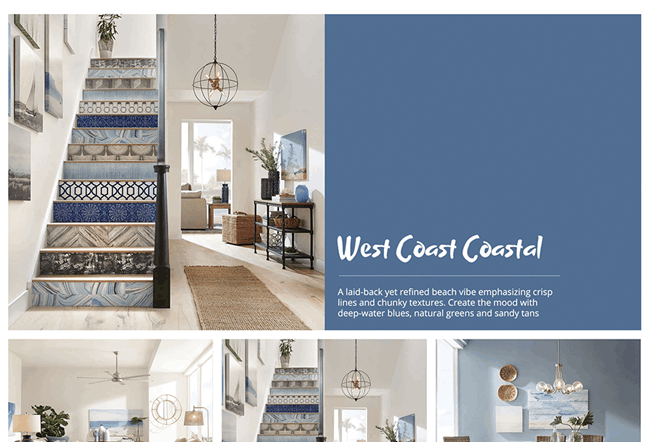 West Coast Coastal
A laid-back yet refined beach vibe emphasizing crisp
lines and chunky textures. Create the mood with
deep-water blues, natural greens and sandy tans